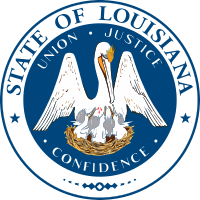 STATE OF LOUISIANA
UNION · JUSTICE
· CONFIDENCE ·